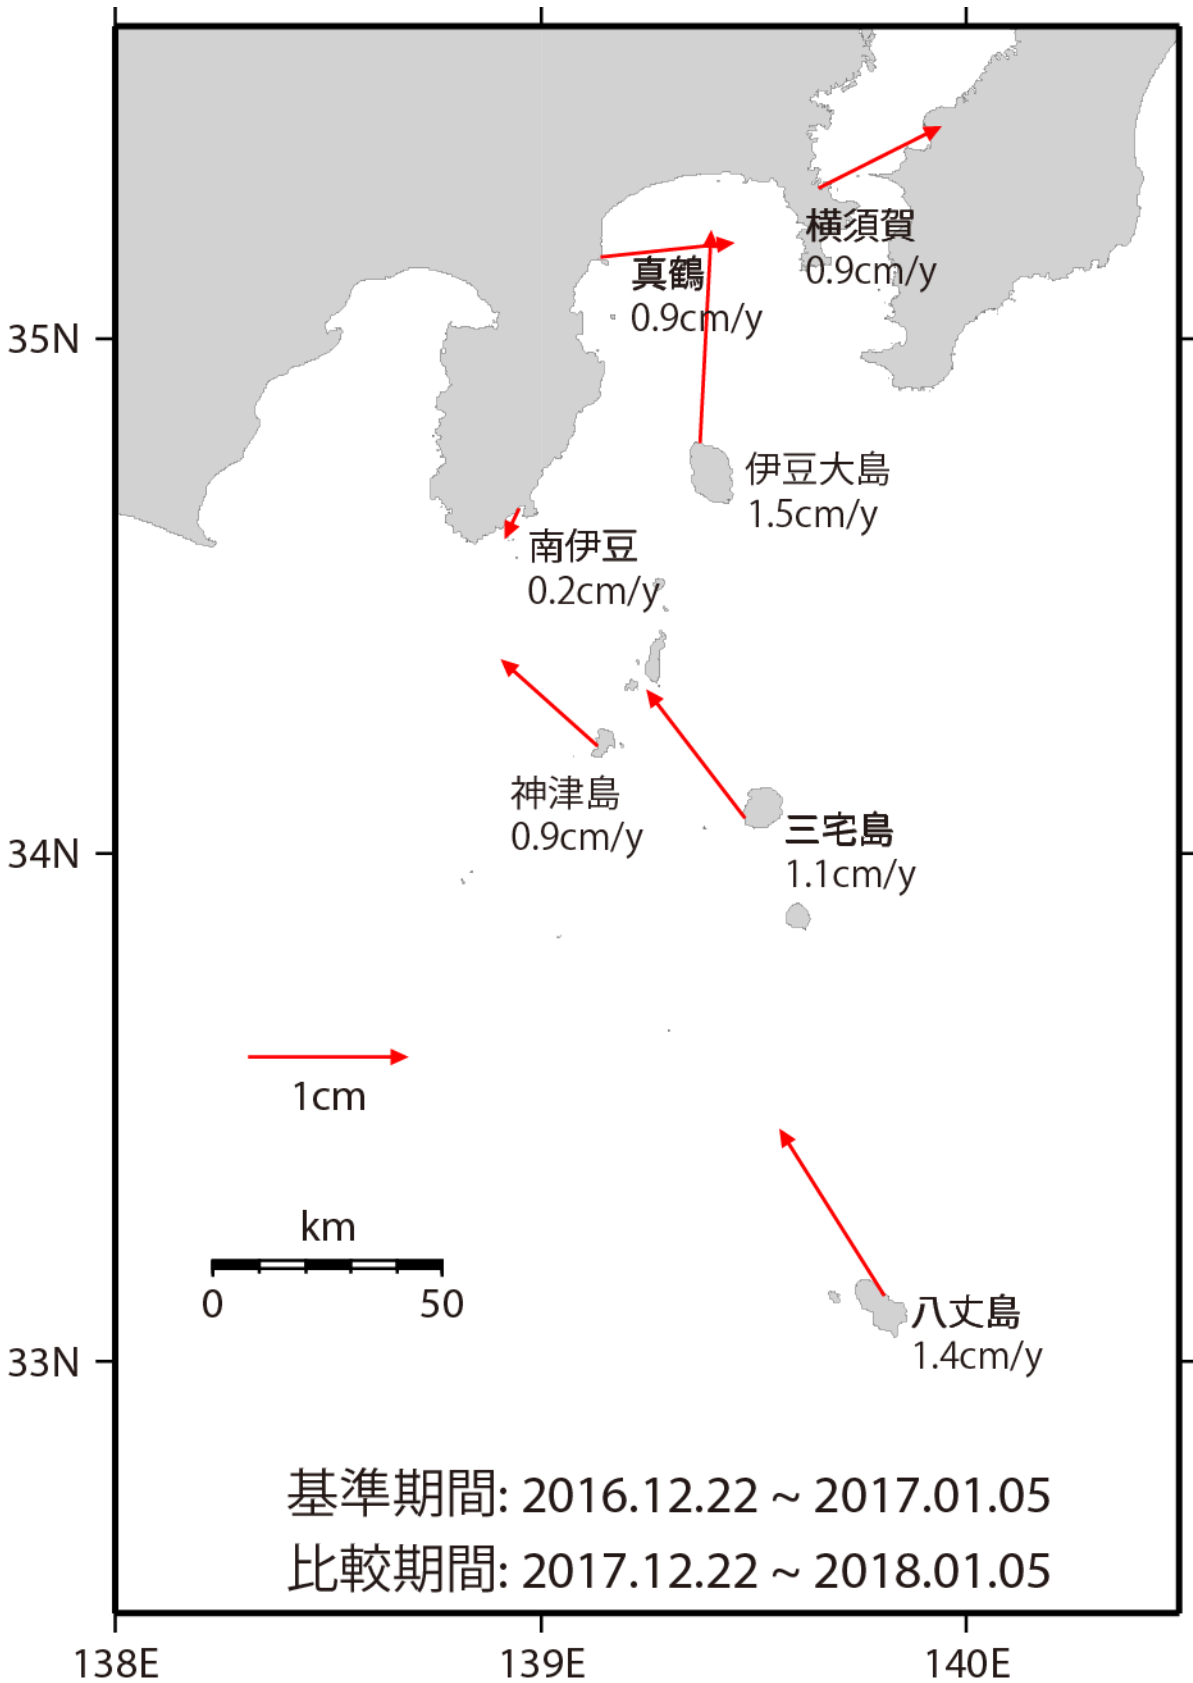 横須賀
0.9cm/y
真鶴
0.9cm/y
35N
伊豆大島
1.5cm/y
南伊豆
0.2cm/y
神津島
0.9cm/y
三宅島
1.1cm/y
34N
1cm
km
0 50
八丈島
1.4cm/y
33N
基準期間: 2016.12.22 ~ 2017.01.05
比較期間: 2017.12.22 ~ 2018.01.05
138E 139E 140E